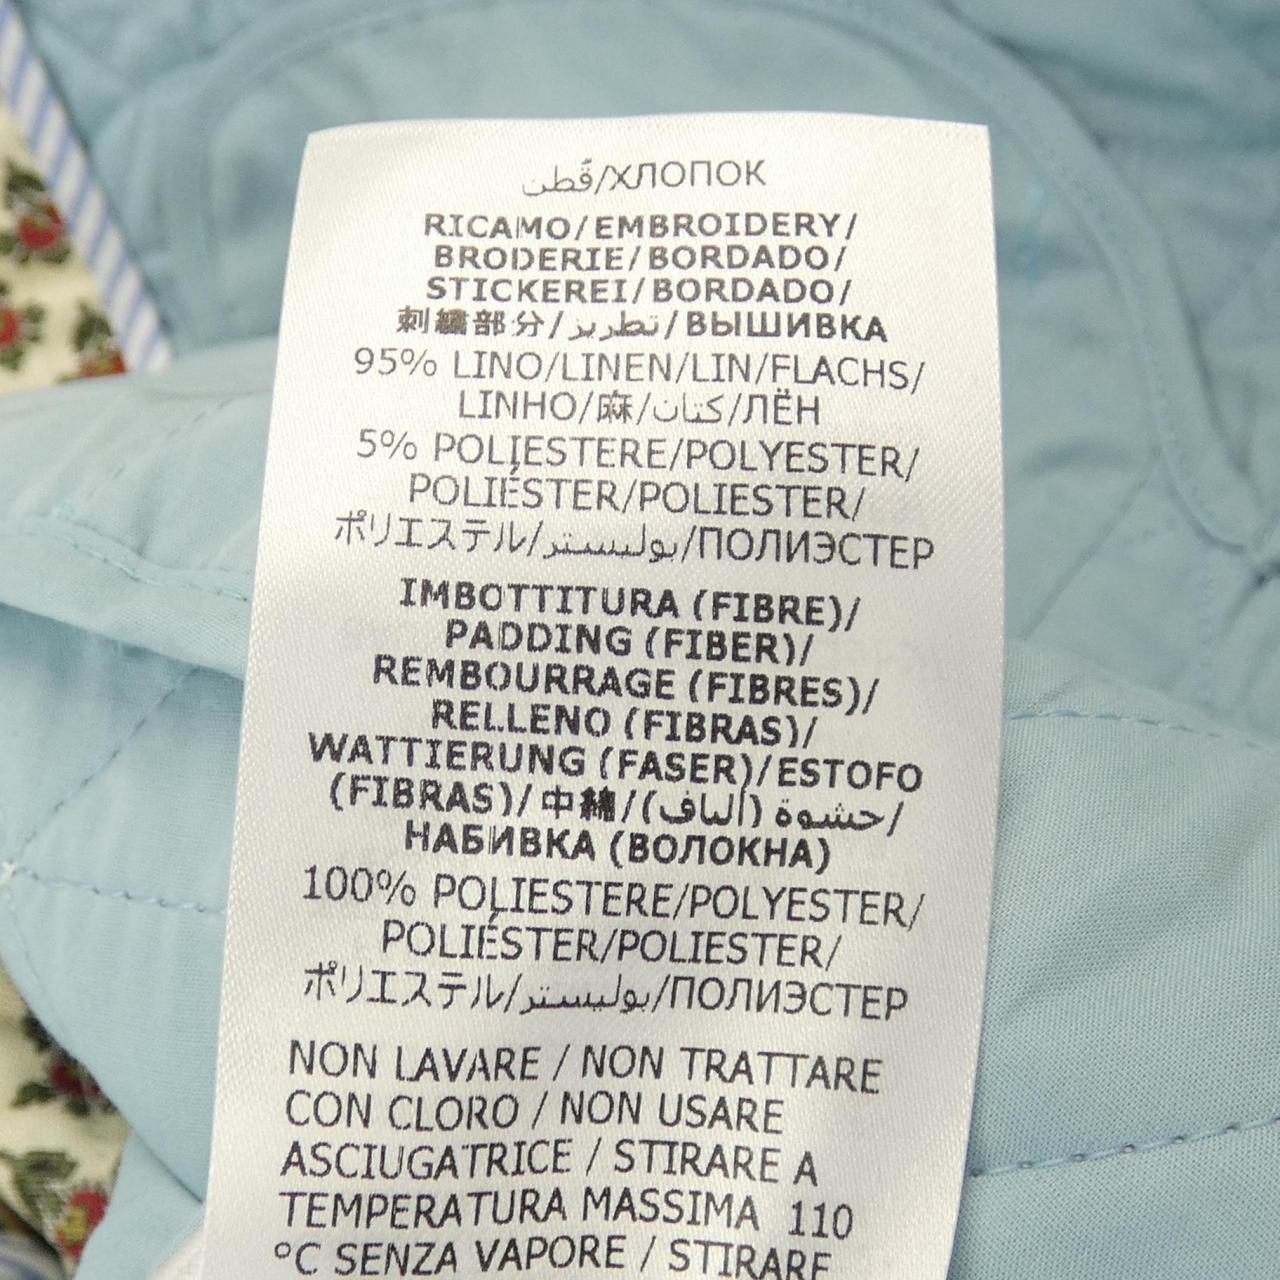 قُطن/ХЛОПОК
RICAMO/EMBROIDERY/
BRODERIE/BORDADO/
STICKEREI/BORDADO/
刺繍部分/تطريز/ВЫШИВКА
95% LINO/LINEN/LIN/FLACHS/
LINHO/麻/كتان/ЛЁН
5% POLIESTERE/POLYESTER/
POLIÉSTER/POLIESTER/
ポリエステル/بوليستر/ПОЛИЭСТЕР
IMBOTTITURA (FIBRE)/
PADDING (FIBER)/
REMBOURRAGE (FIBRES)/
RELLENO (FIBRAS)/
WATTIERUNG (FASER)/ESTOFO
(FIBRAS)/中綿/حشوة (ألياف)/
НАБИВКА (ВОЛОКНА)
100% POLIESTERE/POLYESTER/
POLIÉSTER/POLIESTER/
ポリエステル/بوليستر/ПОЛИЭСТЕР
NON LAVARE / NON TRATTARE
CON CLORO / NON USARE
ASCIUGATRICE / STIRARE A
TEMPERATURA MASSIMA 110
°C SENZA VAPORE / STIRARE